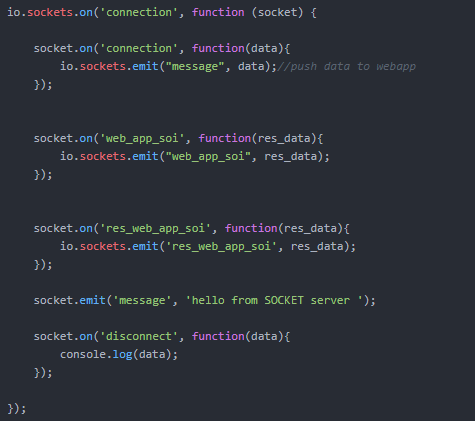 io.sockets.on('connection', function (socket) {
socket.on('connection', function(data){
io.sockets.emit("message", data);//push data to webapp
});
socket.on('web_app_soi', function(res_data){
io.sockets.emit("web_app_soi", res_data);
});
socket.on('res_web_app_soi', function(res_data){
io.sockets.emit('res_web_app_soi', res_data);
});
socket.emit('message', 'hello from SOCKET server ');
socket.on('disconnect', function(data){
console.log(data);
});
});